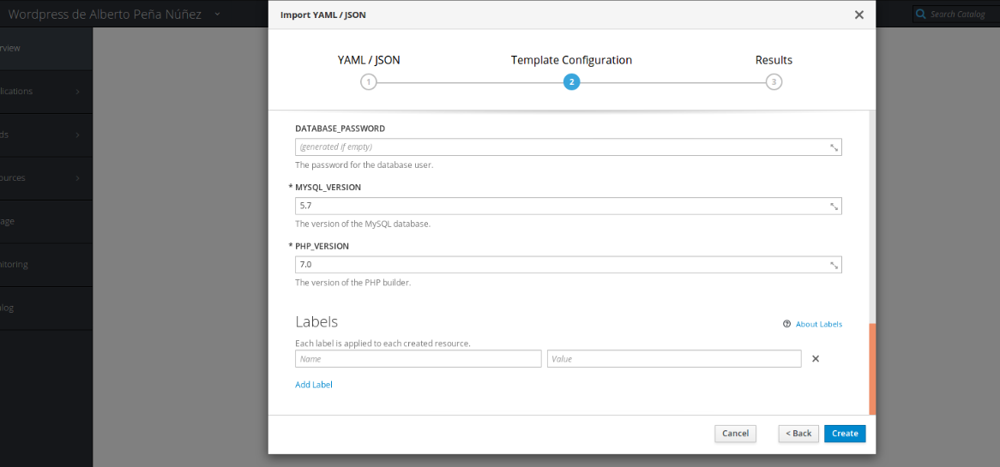 Wordpress de Alberto Peña Núñez
Import YAML / JSON
Search Catalog
YAML / JSON
Template Configuration
Results
1
2
3
rview
lications
ds
ources
age
nitoring
log
DATABASE_PASSWORD
(generated if empty)
The password for the database user.
* MYSQL_VERSION
5.7
The version of the MySQL database.
* PHP_VERSION
7.0
The version of the PHP builder.
Labels
About Labels
Each label is applied to each created resource.
Name
Value
Add Label
Cancel
< Back
Create